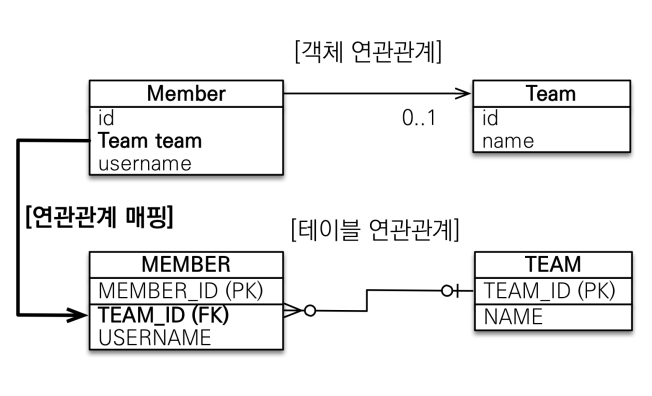 [객체 연관관계]
Member
Team
id
Team team
username
0..1
id
name
[연관관계 매핑]
[테이블 연관관계]
MEMBER
MEMBER_ID (PK)
TEAM_ID (FK)
USERNAME
TEAM
TEAM_ID (PK)
NAME